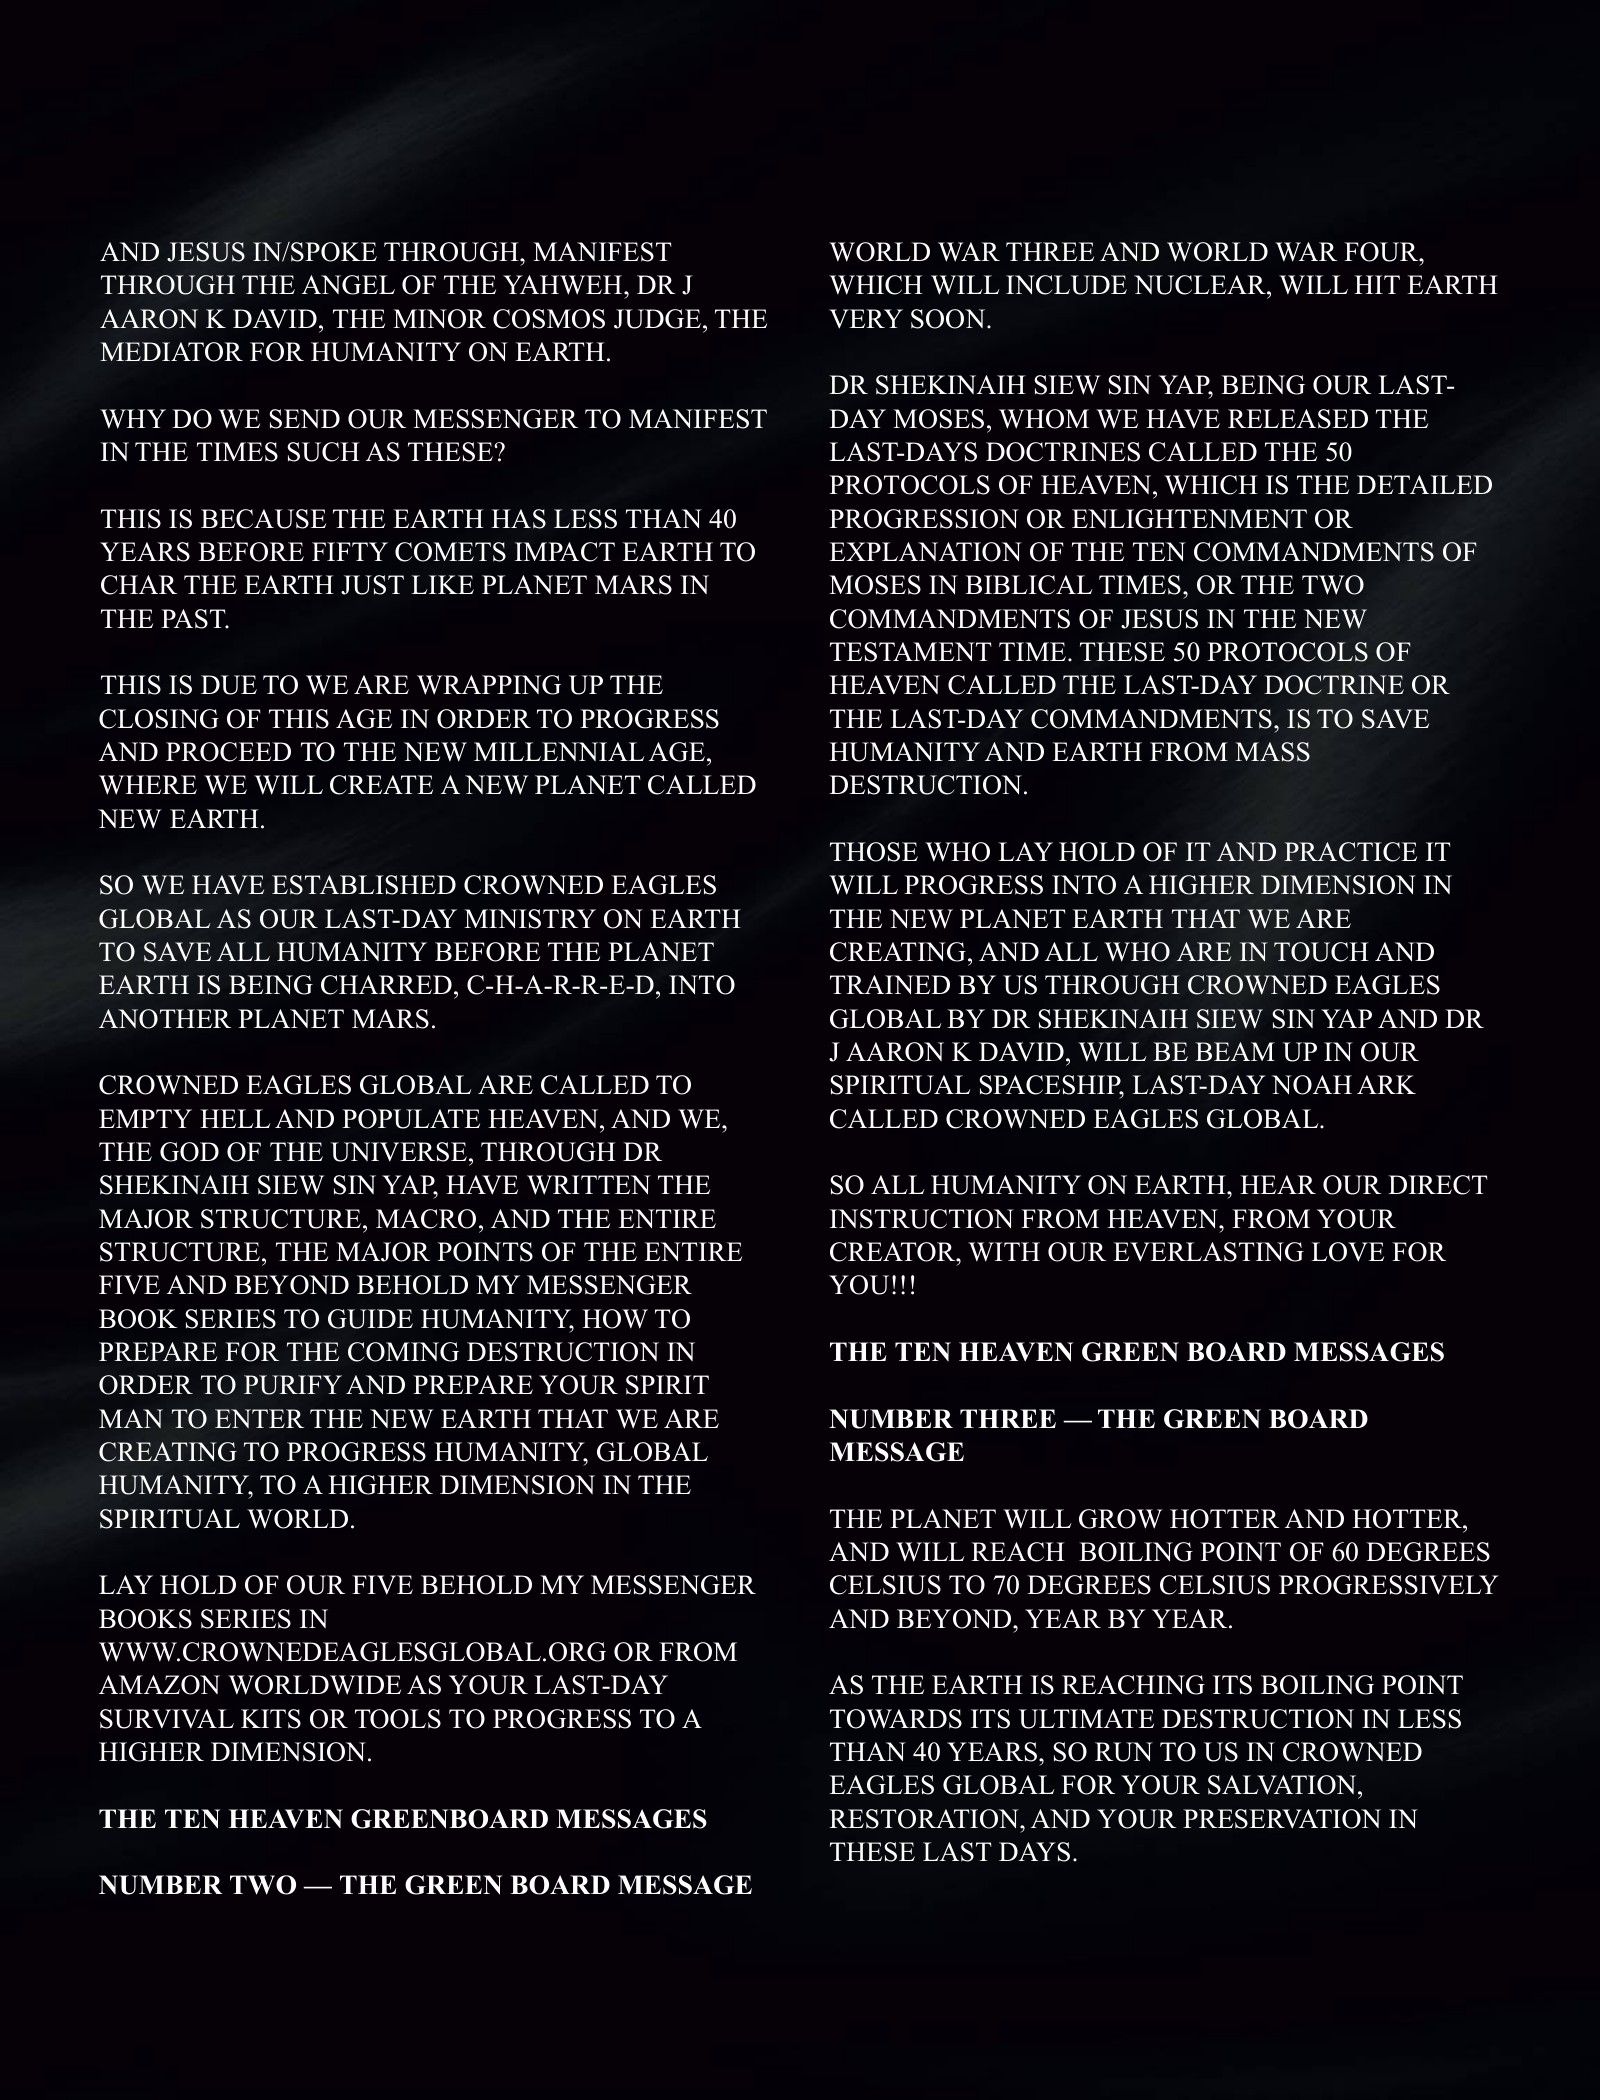 AND JESUS IN/SPOKE THROUGH, MANIFEST
THROUGH THE ANGEL OF THE YAHWEH, DR J
AARON K DAVID, THE MINOR COSMOS JUDGE, THE
MEDIATOR FOR HUMANITY ON EARTH.
WHY DO WE SEND OUR MESSENGER TO MANIFEST
IN THE TIMES SUCH AS THESE?
THIS IS BECAUSE THE EARTH HAS LESS THAN 40
YEARS BEFORE FIFTY COMETS IMPACT EARTH TO
CHAR THE EARTH JUST LIKE PLANET MARS IN
THE PAST.
THIS IS DUE TO WE ARE WRAPPING UP THE
CLOSING OF THIS AGE IN ORDER TO PROGRESS
AND PROCEED TO THE NEW MILLENNIAL AGE,
WHERE WE WILL CREATE A NEW PLANET CALLED
NEW EARTH.
SO WE HAVE ESTABLISHED CROWNED EAGLES
GLOBAL AS OUR LAST-DAY MINISTRY ON EARTH
TO SAVE ALL HUMANITY BEFORE THE PLANET
EARTH IS BEING CHARRED, C-H-A-R-R-E-D, INTO
ANOTHER PLANET MARS.
CROWNED EAGLES GLOBAL ARE CALLED TO
EMPTY HELL AND POPULATE HEAVEN, AND WE,
THE GOD OF THE UNIVERSE, THROUGH DR
SHEKINAIH SIEW SIN YAP, HAVE WRITTEN THE
MAJOR STRUCTURE, MACRO, AND THE ENTIRE
STRUCTURE, THE MAJOR POINTS OF THE ENTIRE
FIVE AND BEYOND BEHOLD MY MESSENGER
BOOK SERIES TO GUIDE HUMANITY, HOW TO
PREPARE FOR THE COMING DESTRUCTION IN
ORDER TO PURIFY AND PREPARE YOUR SPIRIT
MAN TO ENTER THE NEW EARTH THAT WE ARE
CREATING TO PROGRESS HUMANITY, GLOBAL
HUMANITY, TO A HIGHER DIMENSION IN THE
SPIRITUAL WORLD.
LAY HOLD OF OUR FIVE BEHOLD MY MESSENGER
BOOKS SERIES IN
WWW.CROWNEDEAGLESGLOBAL.ORG OR FROM
AMAZON WORLDWIDE AS YOUR LAST-DAY
SURVIVAL KITS OR TOOLS TO PROGRESS TO A
HIGHER DIMENSION.
THE TEN HEAVEN GREENBOARD MESSAGES
NUMBER TWO — THE GREEN BOARD MESSAGE
WORLD WAR THREE AND WORLD WAR FOUR,
WHICH WILL INCLUDE NUCLEAR, WILL HIT EARTH
VERY SOON.
DR SHEKINAIH SIEW SIN YAP, BEING OUR LAST-
DAY MOSES, WHOM WE HAVE RELEASED THE
LAST-DAYS DOCTRINES CALLED THE 50
PROTOCOLS OF HEAVEN, WHICH IS THE DETAILED
PROGRESSION OR ENLIGHTENMENT OR
EXPLANATION OF THE TEN COMMANDMENTS OF
MOSES IN BIBLICAL TIMES, OR THE TWO
COMMANDMENTS OF JESUS IN THE NEW
TESTAMENT TIME. THESE 50 PROTOCOLS OF
HEAVEN CALLED THE LAST-DAY DOCTRINE OR
THE LAST-DAY COMMANDMENTS, IS TO SAVE
HUMANITY AND EARTH FROM MASS
DESTRUCTION.
THOSE WHO LAY HOLD OF IT AND PRACTICE IT
WILL PROGRESS INTO A HIGHER DIMENSION IN
THE NEW PLANET EARTH THAT WE ARE
CREATING, AND ALL WHO ARE IN TOUCH AND
TRAINED BY US THROUGH CROWNED EAGLES
GLOBAL BY DR SHEKINAIH SIEW SIN YAP AND DR
J AARON K DAVID, WILL BE BEAM UP IN OUR
SPIRITUAL SPACESHIP, LAST-DAY NOAH ARK
CALLED CROWNED EAGLES GLOBAL.
SO ALL HUMANITY ON EARTH, HEAR OUR DIRECT
INSTRUCTION FROM HEAVEN, FROM YOUR
CREATOR, WITH OUR EVERLASTING LOVE FOR
YOU!!!
THE TEN HEAVEN GREEN BOARD MESSAGES
NUMBER THREE — THE GREEN BOARD
MESSAGE
THE PLANET WILL GROW HOTTER AND HOTTER,
AND WILL REACH  BOILING POINT OF 60 DEGREES
CELSIUS TO 70 DEGREES CELSIUS PROGRESSIVELY
AND BEYOND, YEAR BY YEAR.
AS THE EARTH IS REACHING ITS BOILING POINT
TOWARDS ITS ULTIMATE DESTRUCTION IN LESS
THAN 40 YEARS, SO RUN TO US IN CROWNED
EAGLES GLOBAL FOR YOUR SALVATION,
RESTORATION, AND YOUR PRESERVATION IN
THESE LAST DAYS.